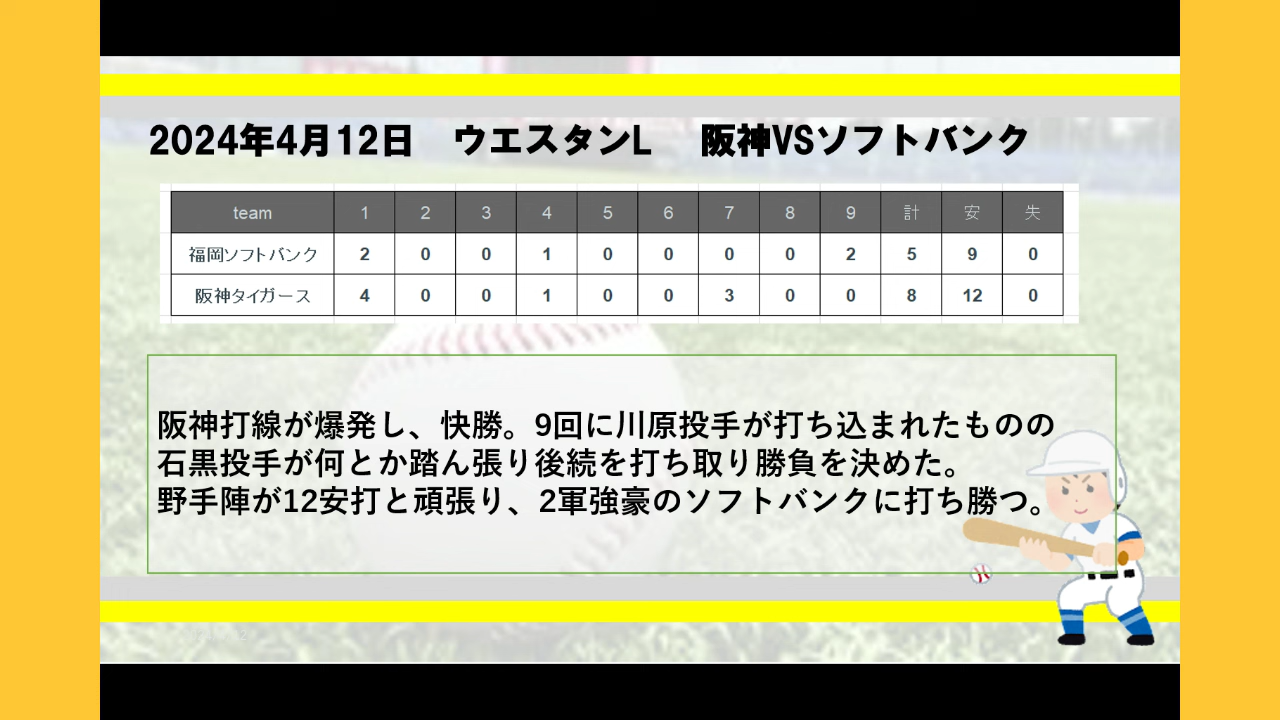 2024年4月12日　ウエスタンL　阪神VSソフトバンク
team 1 2 3 4 5 6 7 8 9 計 安 失
福岡ソフトバンク 2 0 0 1 0 0 0 0 2 5 9 0
阪神タイガース 4 0 0 1 0 0 3 0 0 8 12 0
阪神打線が爆発し、快勝。9回に川原投手が打ち込まれたものの
石黒投手が何とか踏ん張り後続を打ち取り勝負を決めた。
野手陣が12安打と頑張り、2軍強豪のソフトバンクに打ち勝つ。